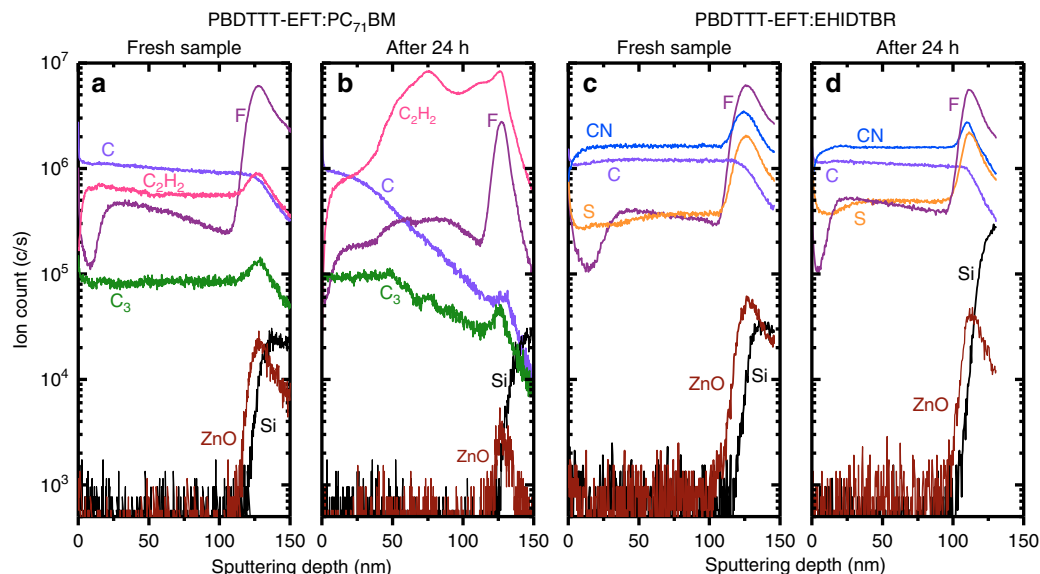 PBDTTT-EFT:PC₇₁BM
PBDTTT-EFT:EHIDTBR
Fresh sample
After 24 h
Fresh sample
After 24 h
Ion count (c/s)
10⁷
10⁶
10⁵
10⁴
10³
a
F
C
C₂H₂
C₃
ZnO
Si
b
C₂H₂
F
C
C₃
Si
ZnO
c
F
CN
C
S
ZnO
Si
d
F
CN
C
S
Si
ZnO
0 50 100 150
0 50 100 150
0 50 100 150
0 50 100 150
Sputtering depth (nm)
Sputtering depth (nm)